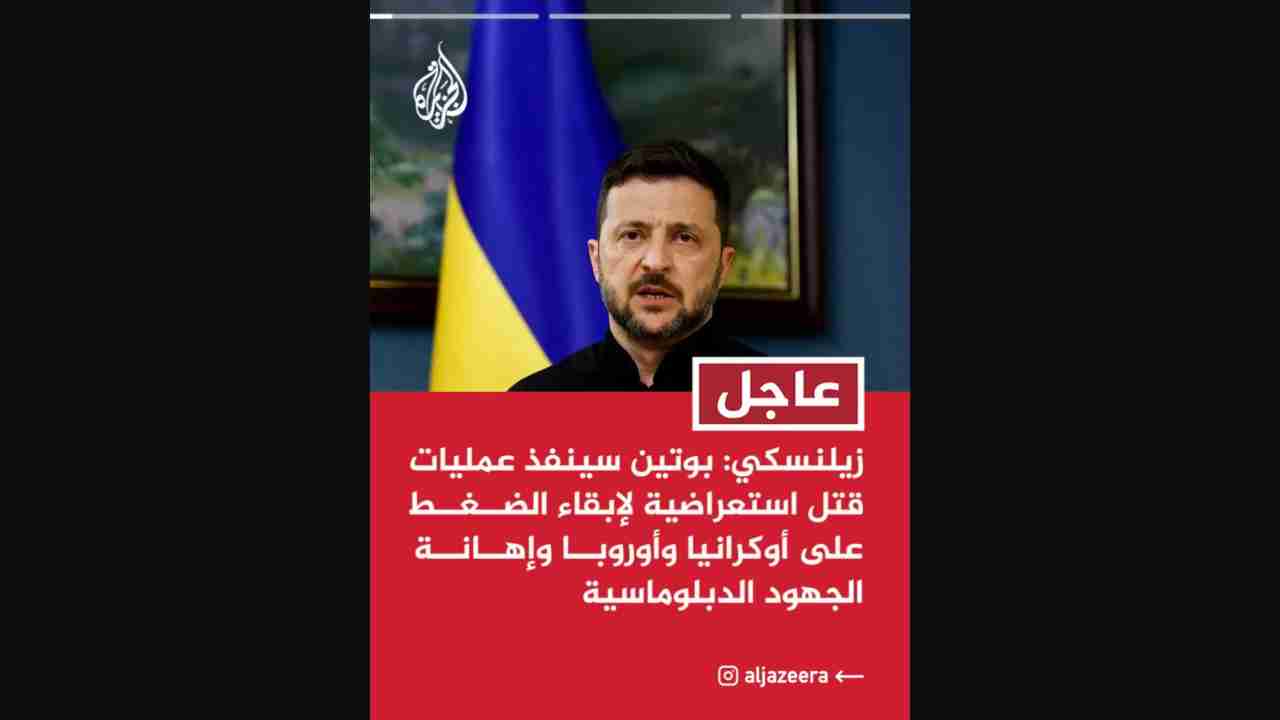 الجزيرة
عاجل
زيلنسكي: بوتين سينفذ عمليات
قتل استعراضية لإبقاء الضغط
على أوكرانيا وأوروبا وإهانة
الجهود الدبلوماسية
aljazeera